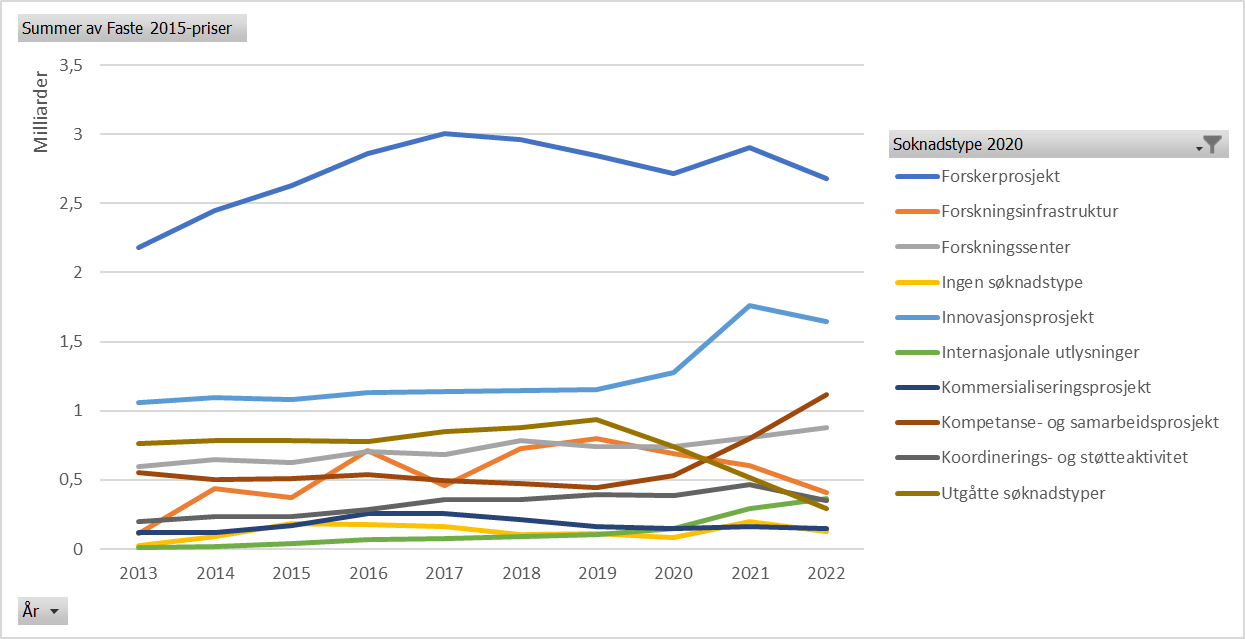 Summer av Faste 2015-priser
Milliarder
3,5
3
2,5
2
1,5
1
0,5
0
2013 2014 2015 2016 2017 2018 2019 2020 2021 2022
År
Soknadstype 2020
Forskerprosjekt
Forskningsinfrastruktur
Forskningssenter
Ingen søknadstype
Innovasjonsprosjekt
Internasjonale utlysninger
Kommersialiseringsprosjekt
Kompetanse- og samarbeidsprosjekt
Koordinerings- og støtteaktivitet
Utgåtte søknadstyper